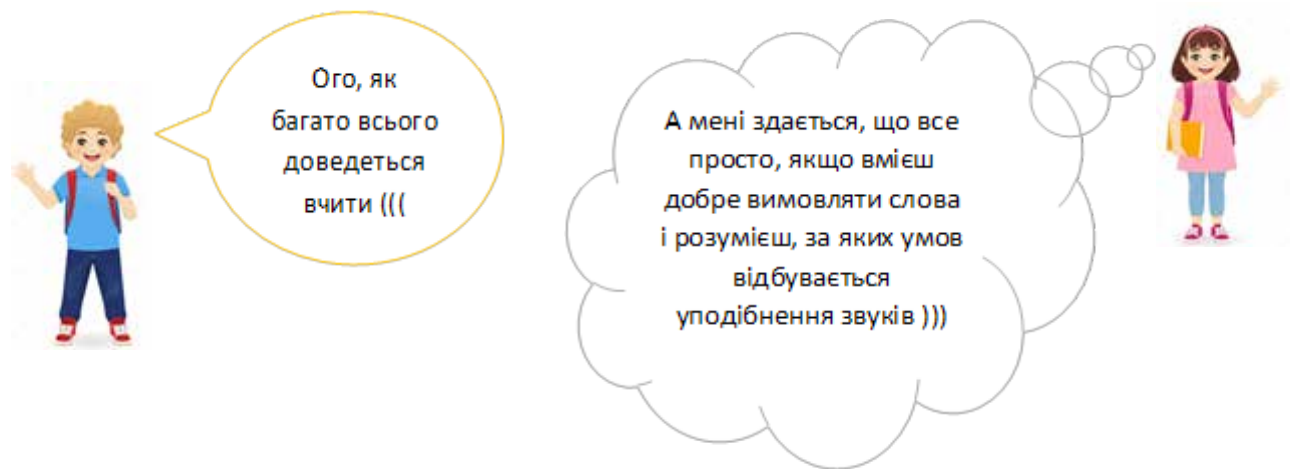 Ого, як
багато всього
доведеться
вчити (((
А мені здається, що все
просто, якщо вмієш
добре вимовляти слова
і розумієш, за яких умов
відбувається
уподібнення звуків )))